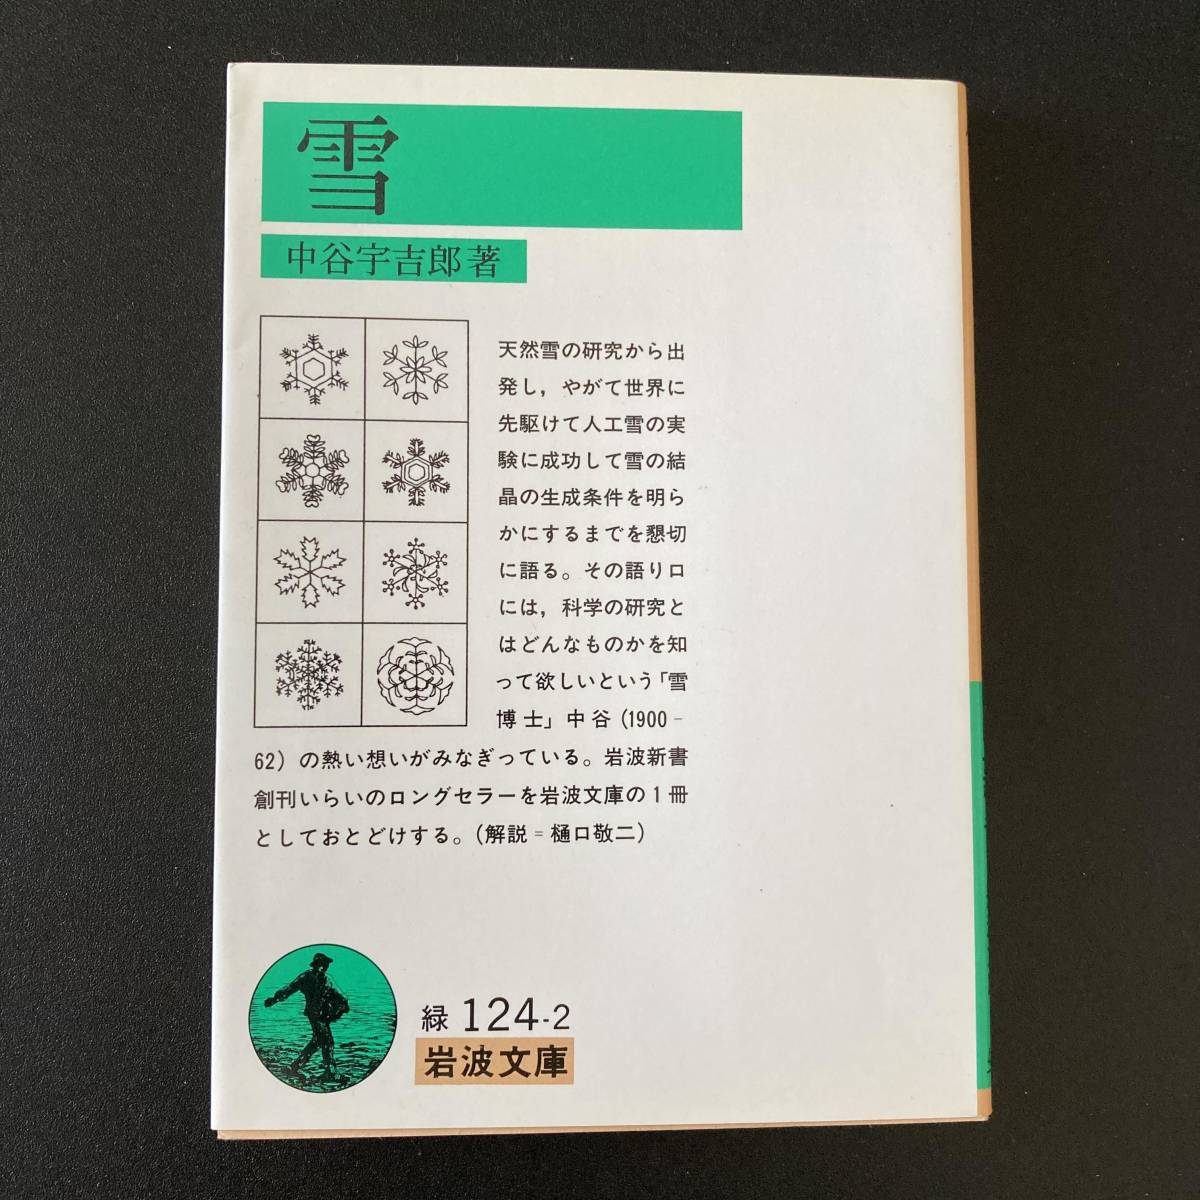 雪
中谷宇吉郎著
天然雪の研究から出
発し，やがて世界に
先駆けて人工雪の実
験に成功して雪の結
晶の生成条件を明ら
かにするまでを懇切
に語る。その語り口
には，科学の研究と
はどんなものかを知
って欲しいという「雪
博士」中谷(1900-
62)の熱い想いがみなぎっている。岩波新書
創刊いらいのロングセラーを岩波文庫の1冊
としておとどけする。(解説=樋口敬二)
緑 124-2
岩波文庫